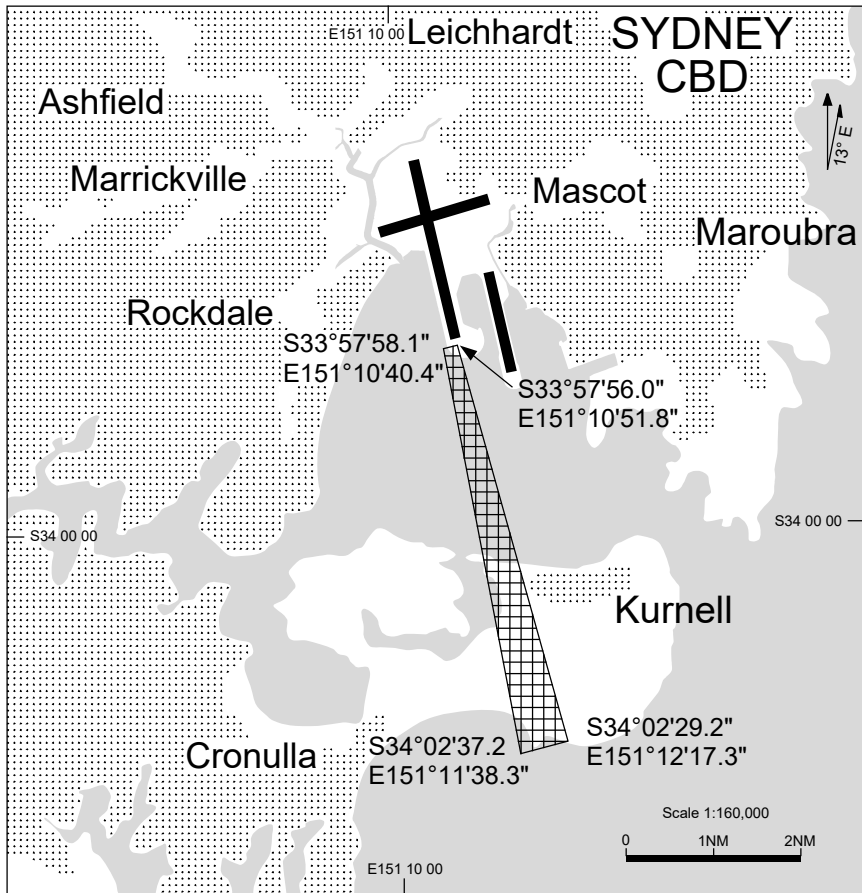 E151 10 00
Leichhardt
SYDNEY
CBD
Ashfield
13° E
Marrickville
Mascot
Maroubra
Rockdale
S33°57'58.1"
E151°10'40.4"
S33°57'56.0"
E151°10'51.8"
S34 00 00
S34 00 00
Kurnell
S34°02'29.2"
E151°12'17.3"
S34°02'37.2
E151°11'38.3"
Cronulla
Scale 1:160,000
0 1NM 2NM
E151 10 00